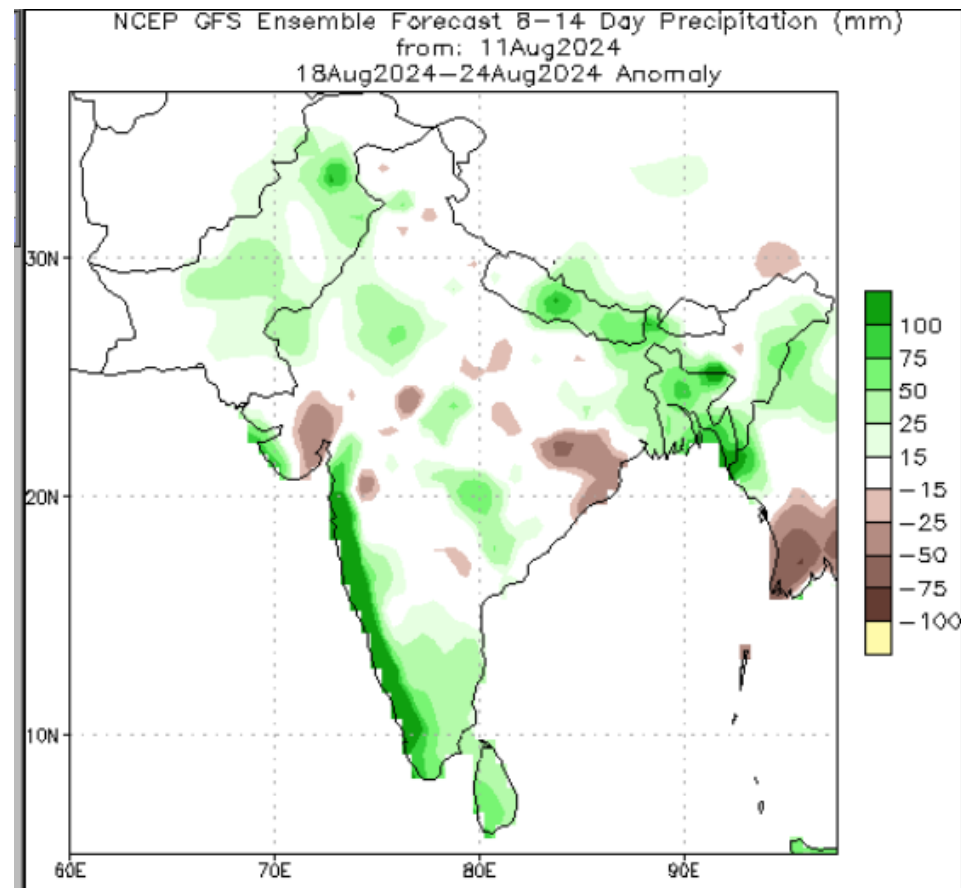 NCEP GFS Ensemble Forecast 8-14 Day Precipitation (mm)
from: 11Aug2024
18Aug2024-24Aug2024 Anomaly
30N
20N
10N
60E
70E
80E
90E
100
75
50
25
15
-15
-25
-50
-75
-100